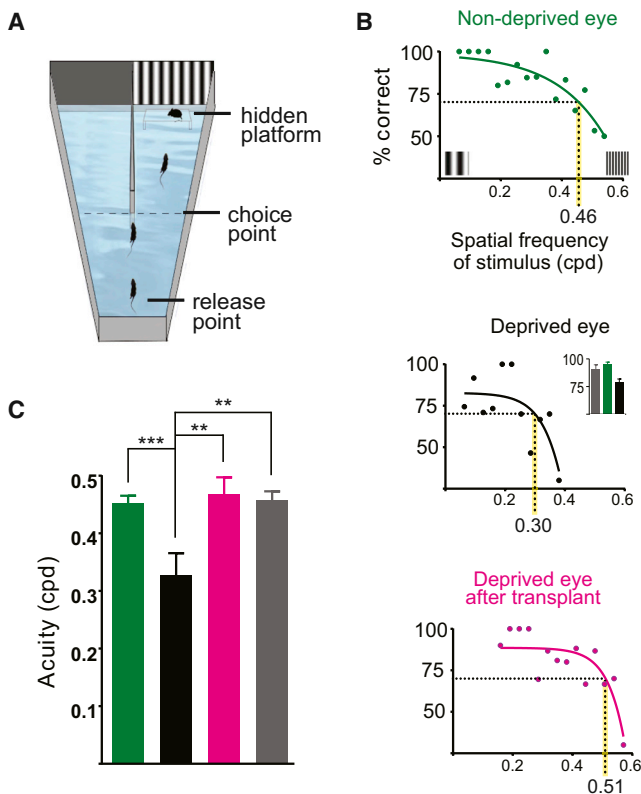 A
hidden
platform
choice
point
release
point
B
Non-deprived eye
% correct
100
75
50
0.2
0.4
0.6
0.46
Spatial frequency
of stimulus (cpd)
Deprived eye
100
75
50
75
0.2
0.4
0.6
0.30
Deprived eye
after transplant
100
75
50
0.2
0.4
0.6
0.51
C
**
*** **
Acuity (cpd)
0.5
0.4
0.3
0.2
0.1